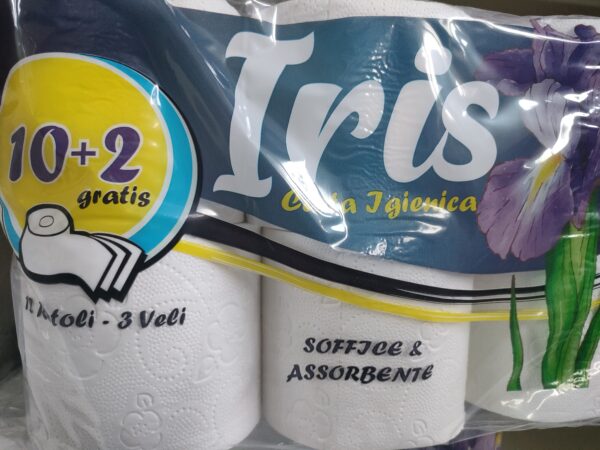 Iris
Carta Igienica
10+2
gratis
12 Rotoli - 3 Veli
SOFFICE &
ASSORBENTE